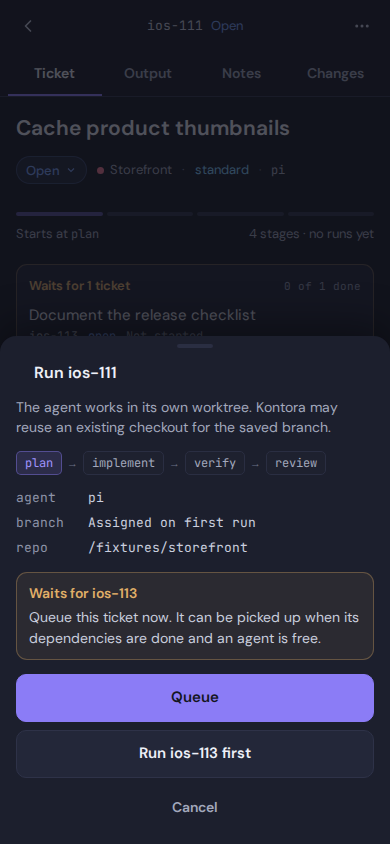 ios-111 Open
Ticket Output Notes Changes
Cache product thumbnails
Open Storefront · standard · pi
Starts at plan 4 stages · no runs yet
Waits for 1 ticket 0 of 1 done
Document the release checklist
ios-113 open Not started
Run ios-111
The agent works in its own worktree. Kontora may
reuse an existing checkout for the saved branch.
plan → implement → verify → review
agent pi
branch Assigned on first run
repo /fixtures/storefront
Waits for ios-113
Queue this ticket now. It can be picked up when its
dependencies are done and an agent is free.
Queue
Run ios-113 first
Cancel